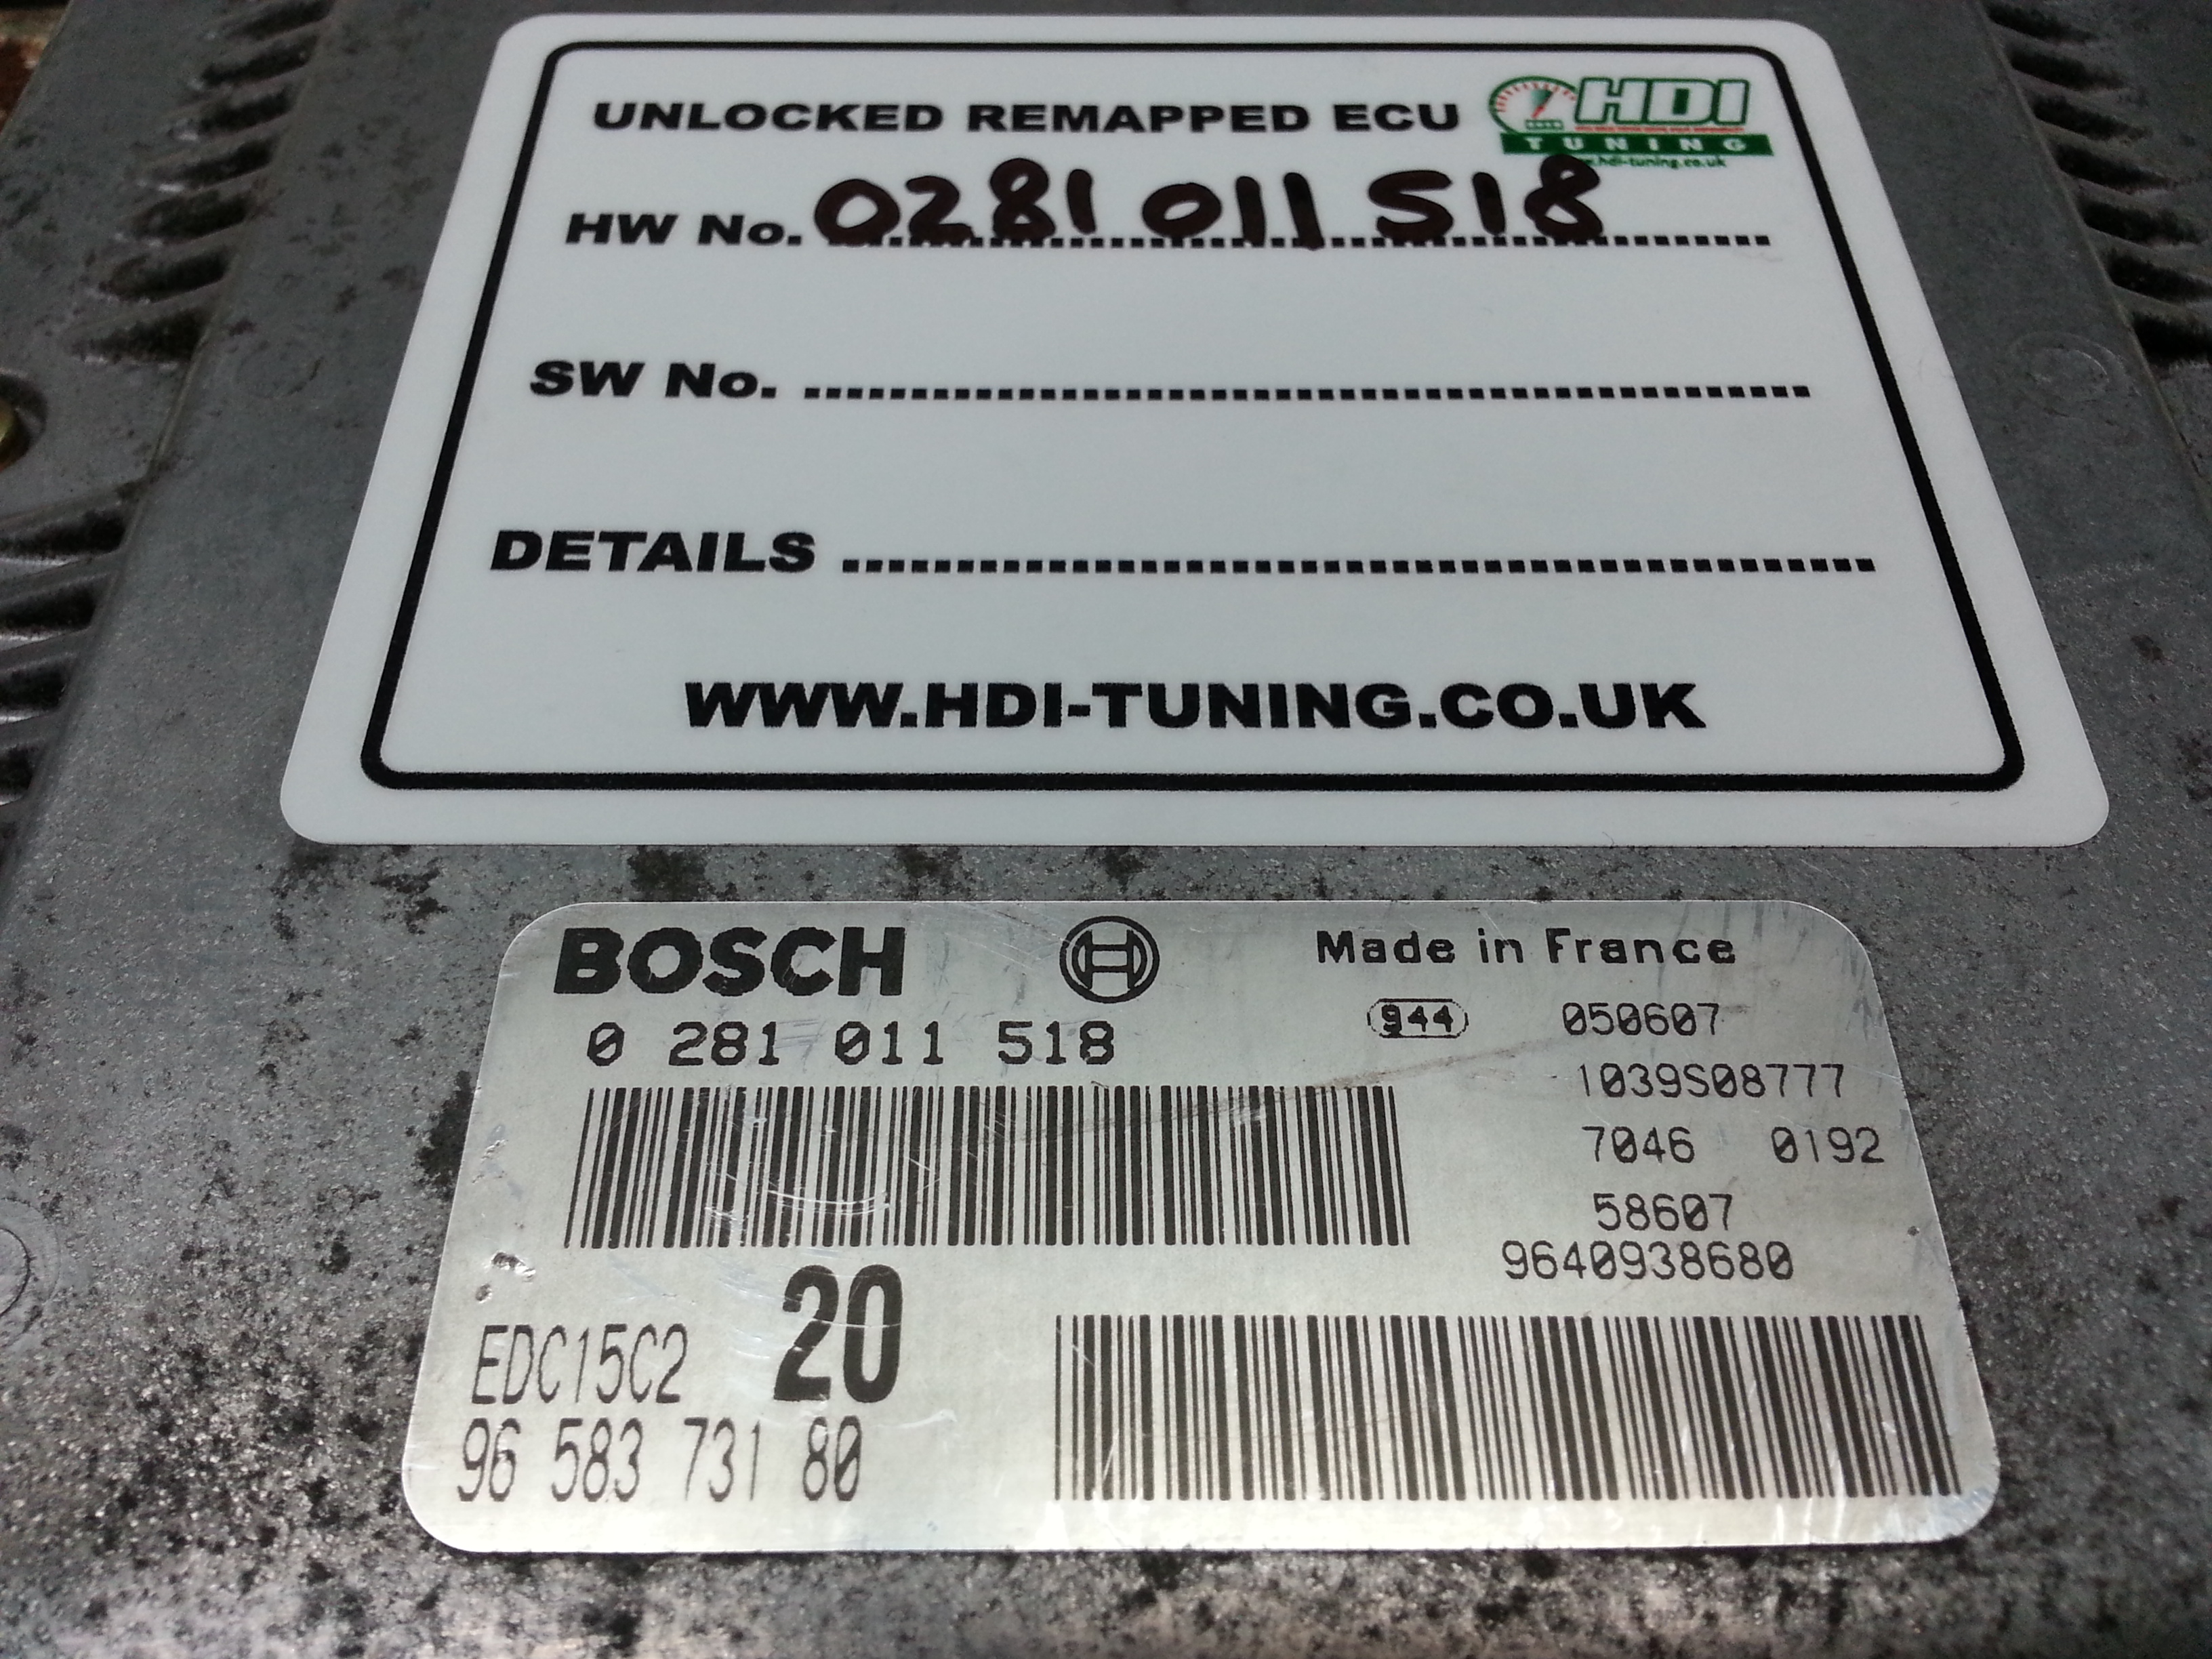 UNLOCKED REMAPPED ECU
HDI
TUNING
.hdi-tuning.co.uk
HW No. 0281 011 518
SW No.
DETAILS
WWW.HDI-TUNING.CO.UK
BOSCH
Made in France
0 281 011 518
944 050607
1039S08777
7046 0192
58607
9640938680
EDC15C2 20
96 583 731 80